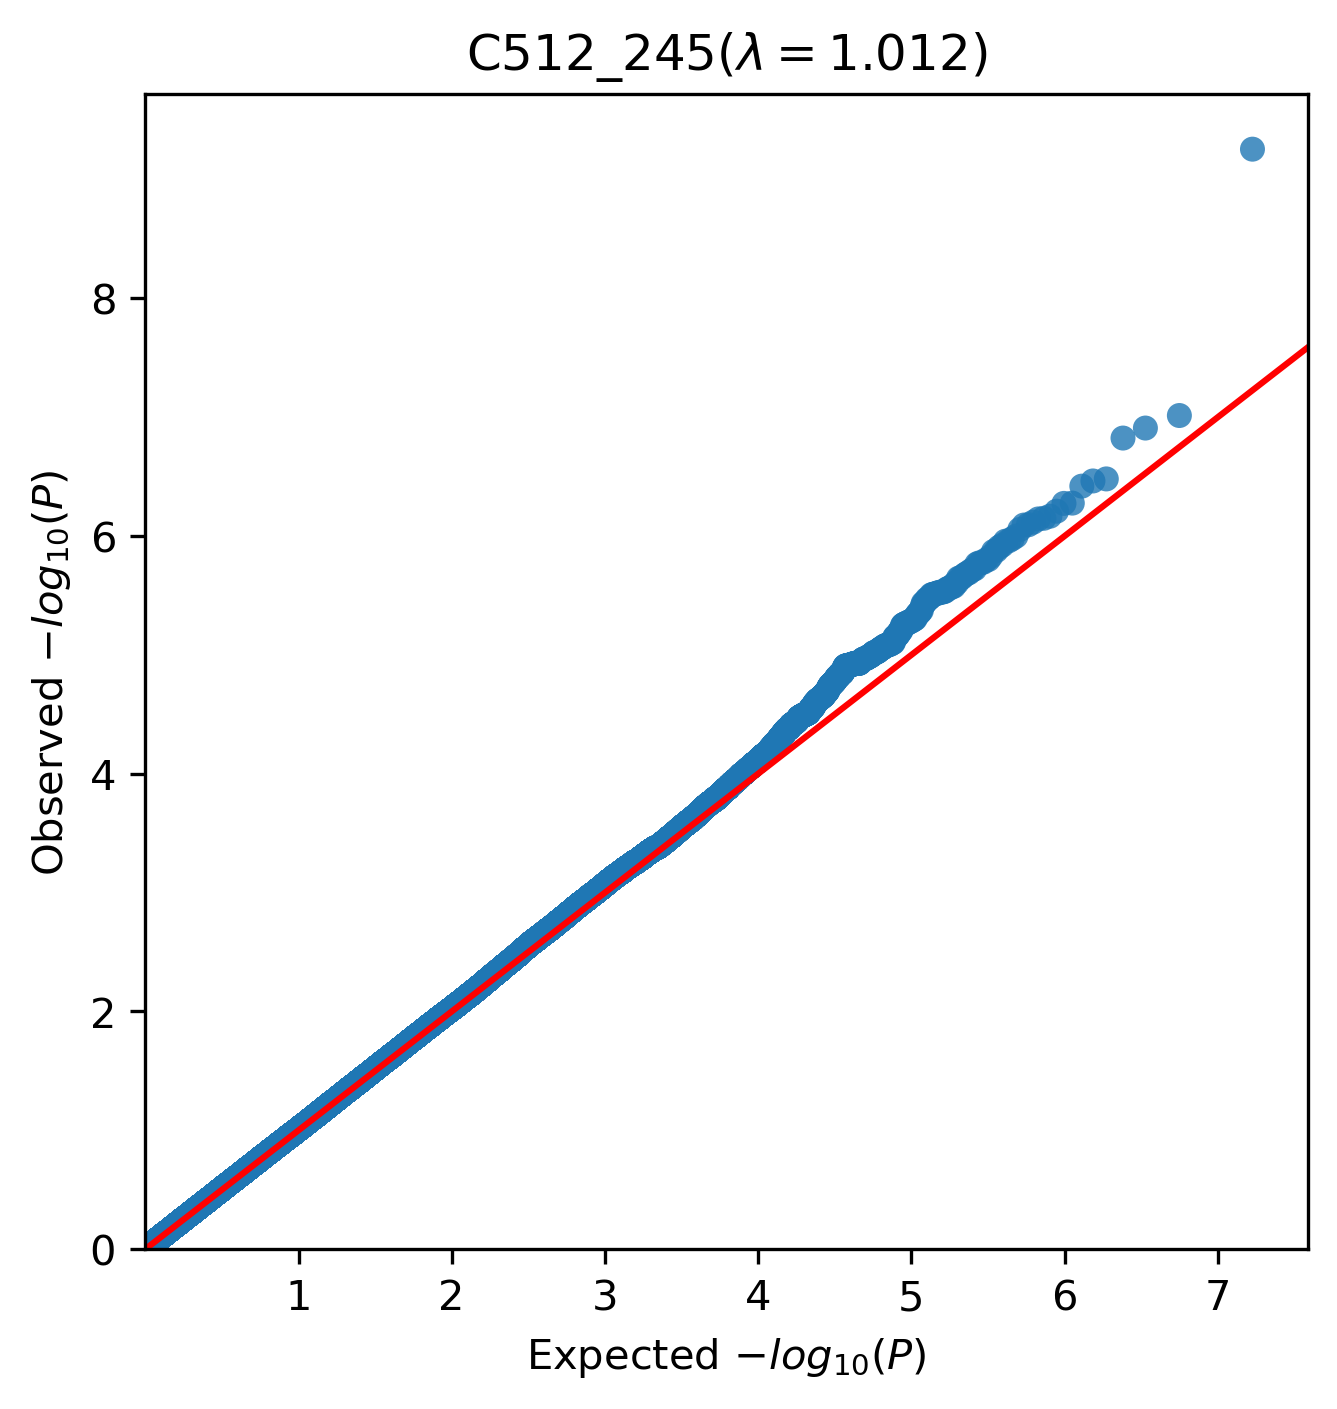 C512_245(λ = 1.012)
8
6
4
2
0
Observed −log₁₀(P)
1 2 3 4 5 6 7
Expected −log₁₀(P)